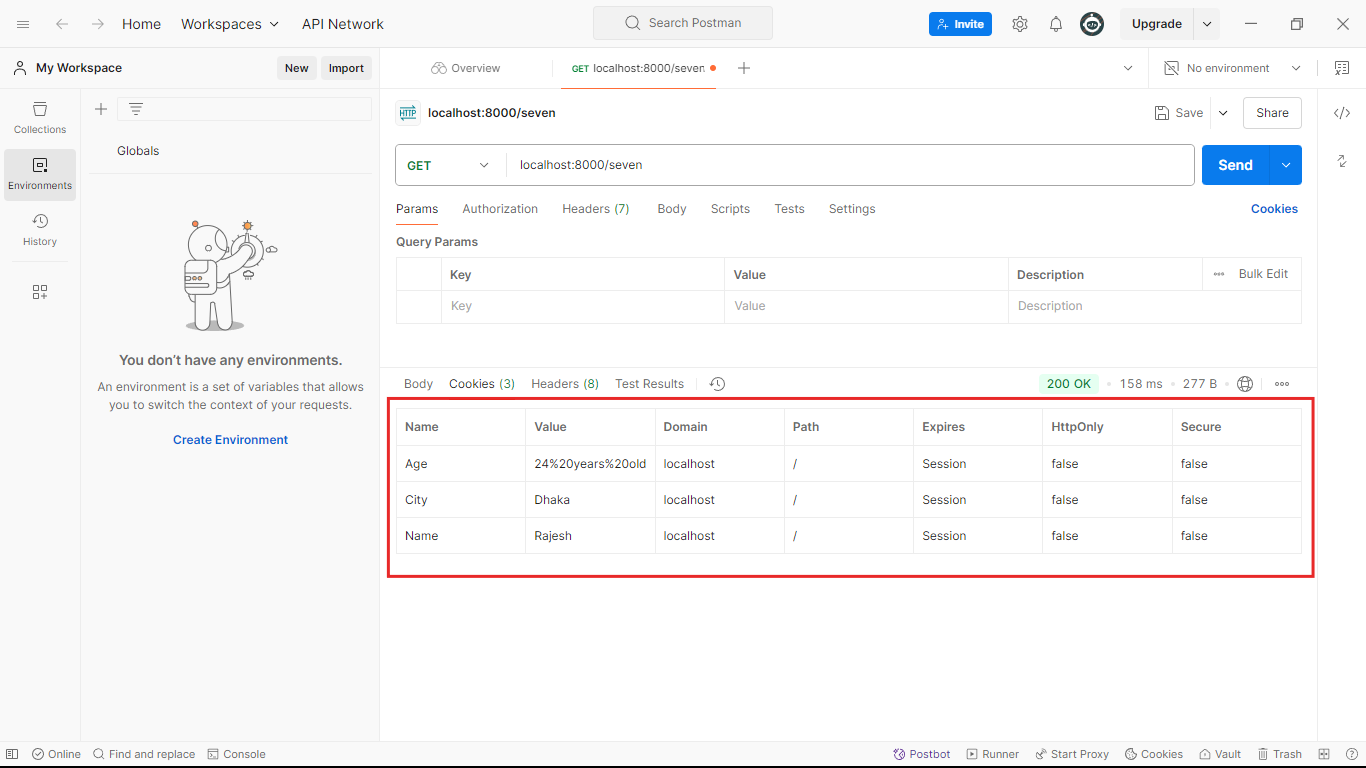 Home Workspaces API Network Search Postman Invite Upgrade
My Workspace New Import Overview GET localhost:8000/seven No environment
Collections
Environments
History
Globals
You don’t have any environments.
An environment is a set of variables that allows
you to switch the context of your requests.
Create Environment
HTTP localhost:8000/seven Save Share
GET localhost:8000/seven Send
Params Authorization Headers (7) Body Scripts Tests Settings Cookies
Query Params
Key Value Description Bulk Edit
Key Value Description
Body Cookies (3) Headers (8) Test Results 200 OK 158 ms 277 B
Name Value Domain Path Expires HttpOnly Secure
Age 24%20years%20old localhost / Session false false
City Dhaka localhost / Session false false
Name Rajesh localhost / Session false false
Online Find and replace Console Postbot Runner Start Proxy Cookies Vault Trash